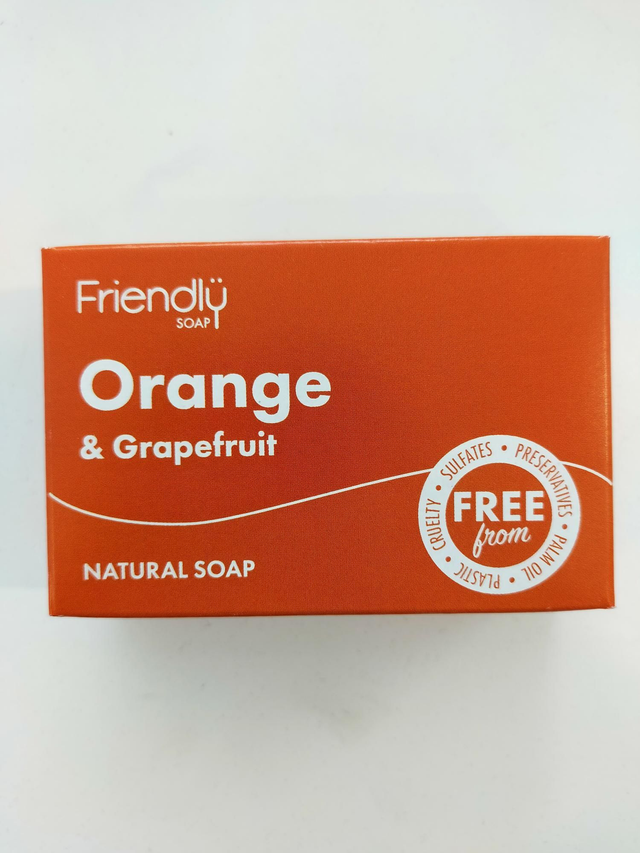 Friendlÿ
SOAP
Orange
& Grapefruit
NATURAL SOAP
FREE
from
CRUELTY • SULFATES • PRESERVATIVES • PALM OIL • PLASTIC •